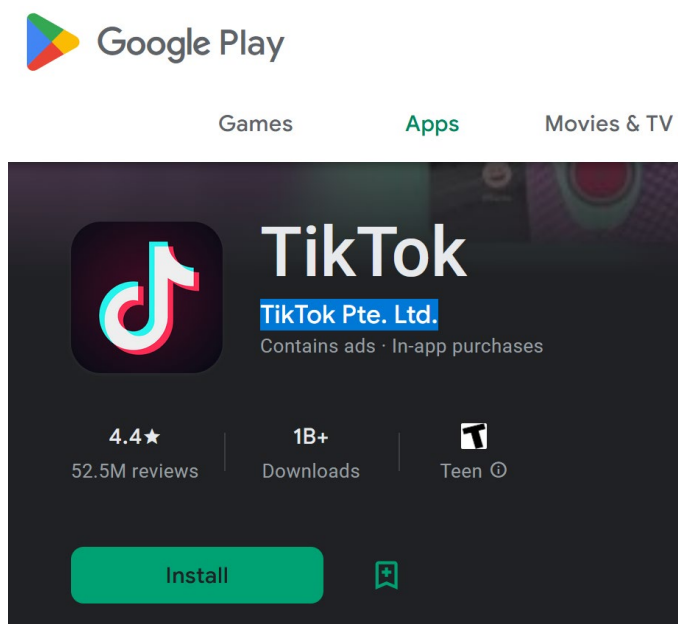 Google Play
Games Apps Movies & TV
TikTok
TikTok Pte. Ltd.
Contains ads · In-app purchases
4.4★ 1B+ T
52.5M reviews Downloads Teen ⓘ
Install